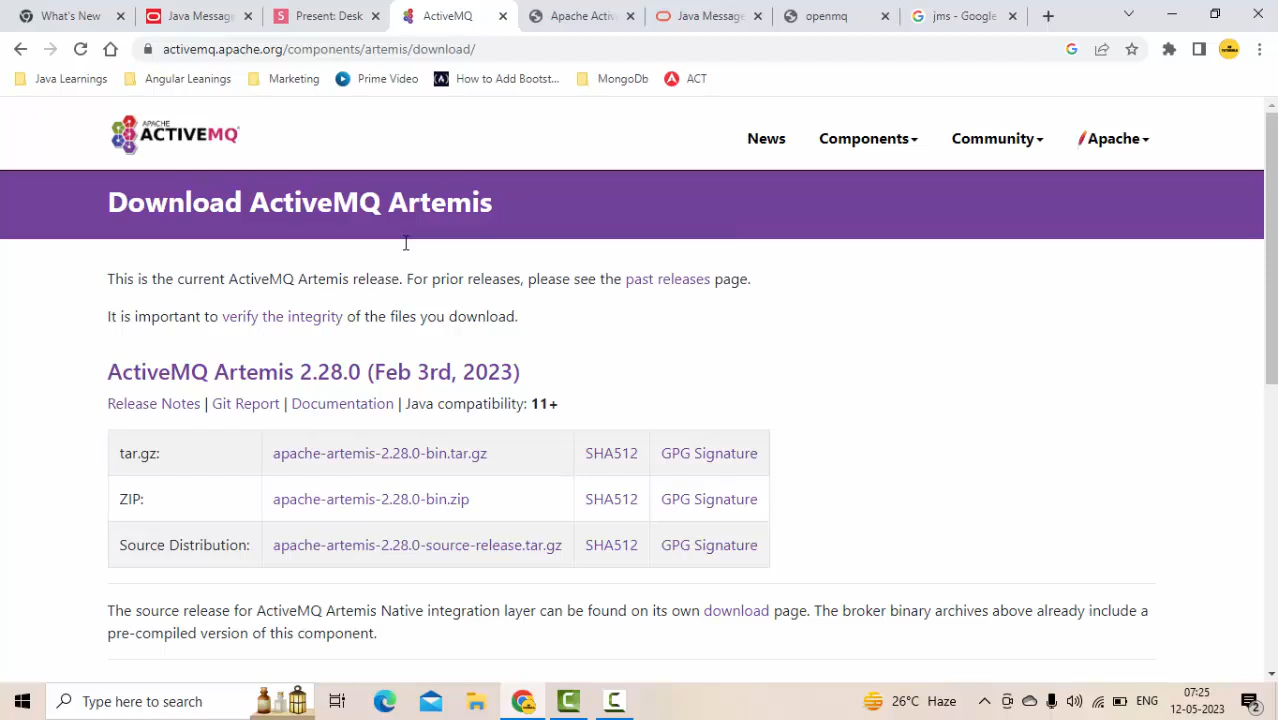 What's New
Java Messa
Present: Desk
ActiveMQ
Apache Activ
Java Message
openmq
jms - Google
activemq.apache.org/components/artemis/download/
Java Learnings
Angular Leanings
Marketing
Prime Video
How to Add Bootst...
MongoDb
ACT
APACHE
ACTIVEMQ
News
Components
Community
Apache
Download ActiveMQ Artemis
This is the current ActiveMQ Artemis release. For prior releases, please see the past releases page.
It is important to verify the integrity of the files you download.
ActiveMQ Artemis 2.28.0 (Feb 3rd, 2023)
Release Notes | Git Report | Documentation | Java compatibility: 11+
tar.gz: apache-artemis-2.28.0-bin.tar.gz SHA512 GPG Signature
ZIP: apache-artemis-2.28.0-bin.zip SHA512 GPG Signature
Source Distribution: apache-artemis-2.28.0-source-release.tar.gz SHA512 GPG Signature
The source release for ActiveMQ Artemis Native integration layer can be found on its own download page. The broker binary archives above already include a
pre-compiled version of this component.
Type here to search
26°C Haze
ENG
07:25
12-05-2023
2